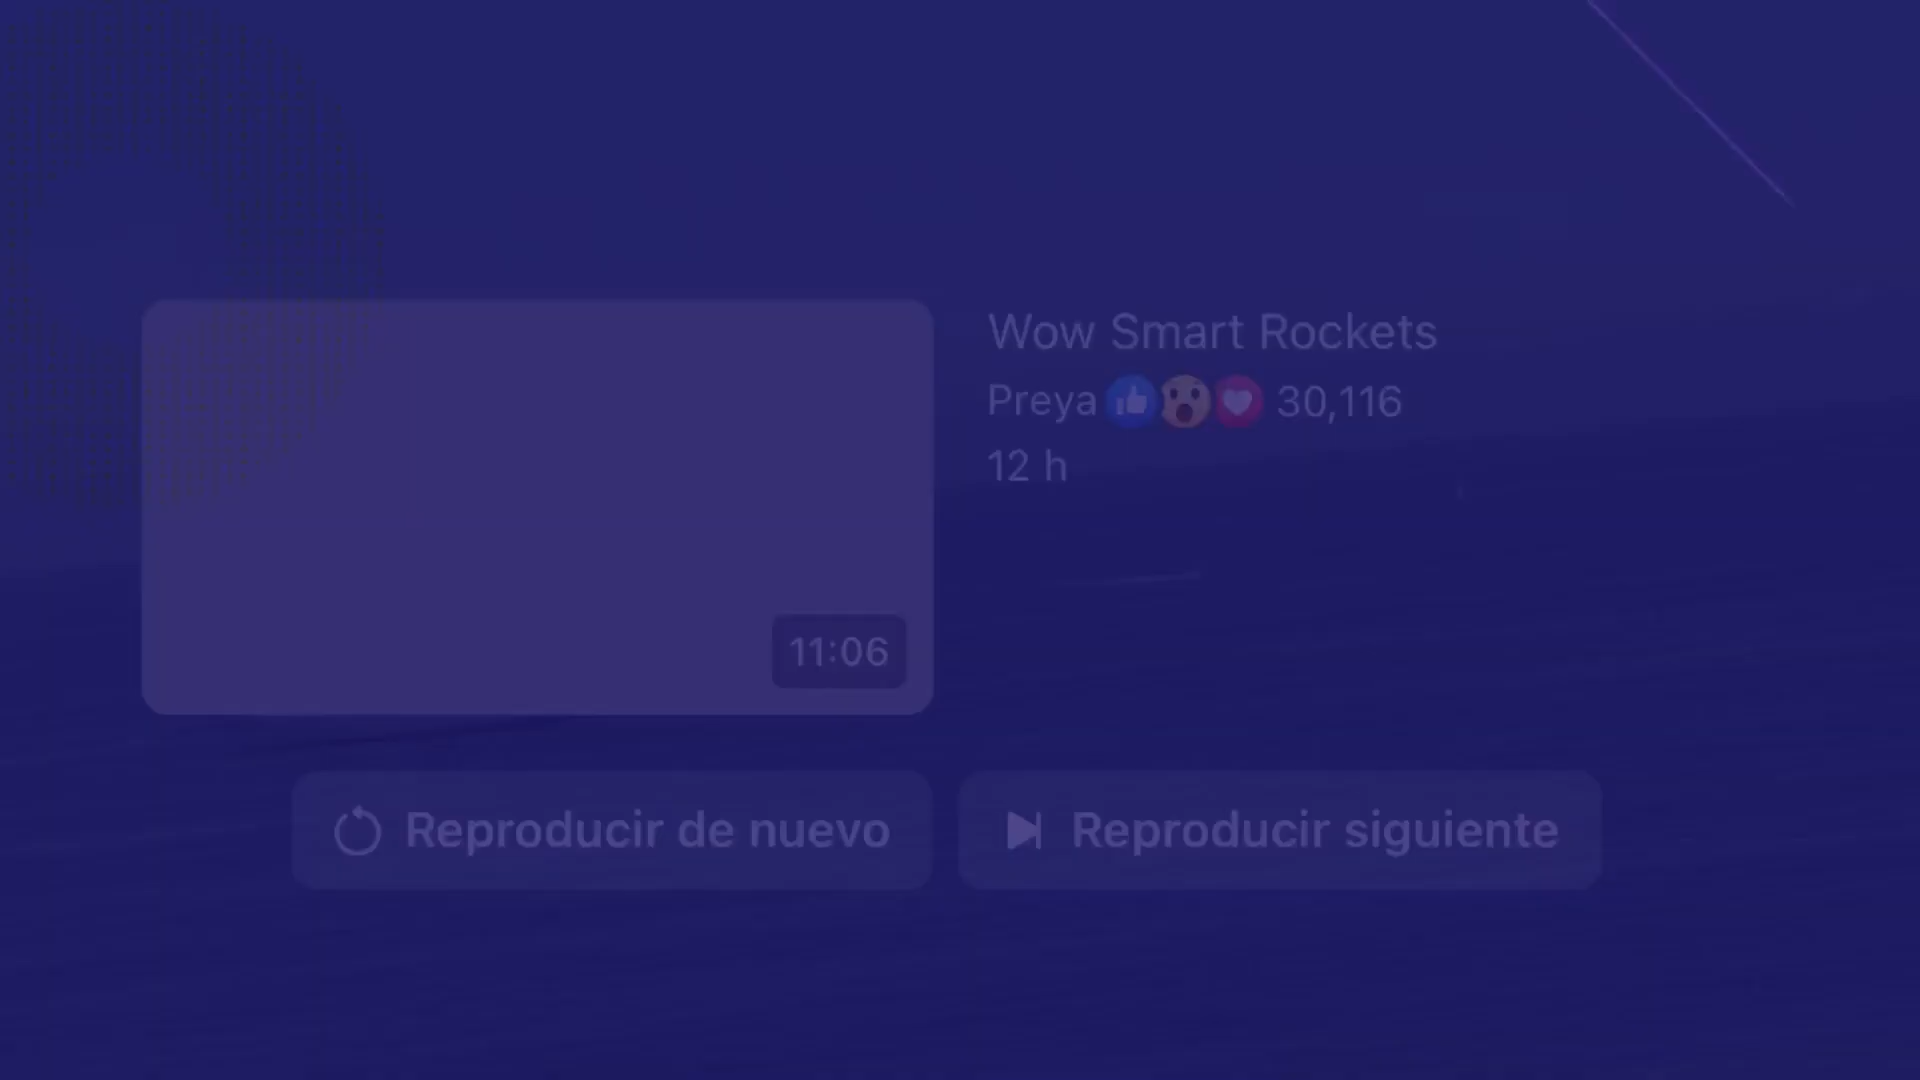 Wow Smart Rockets
Preya 30,116
12 h
11:06
Reproducir de nuevo
Reproducir siguiente